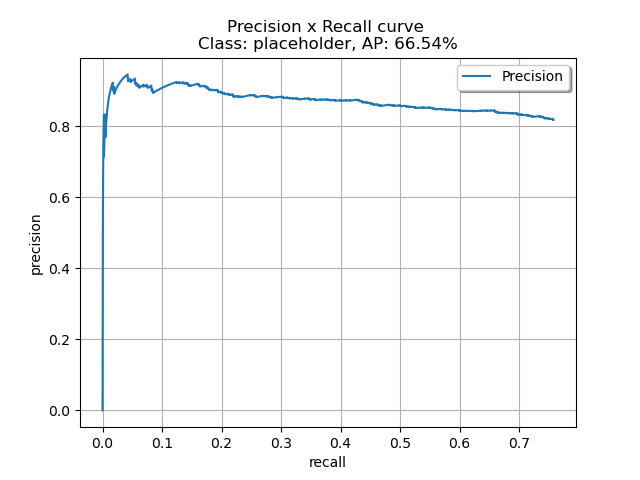 Precision x Recall curve
Class: placeholder, AP: 66.54%
Precision
0.8
0.6
0.4
0.2
0.0
precision
0.0 0.1 0.2 0.3 0.4 0.5 0.6 0.7
recall